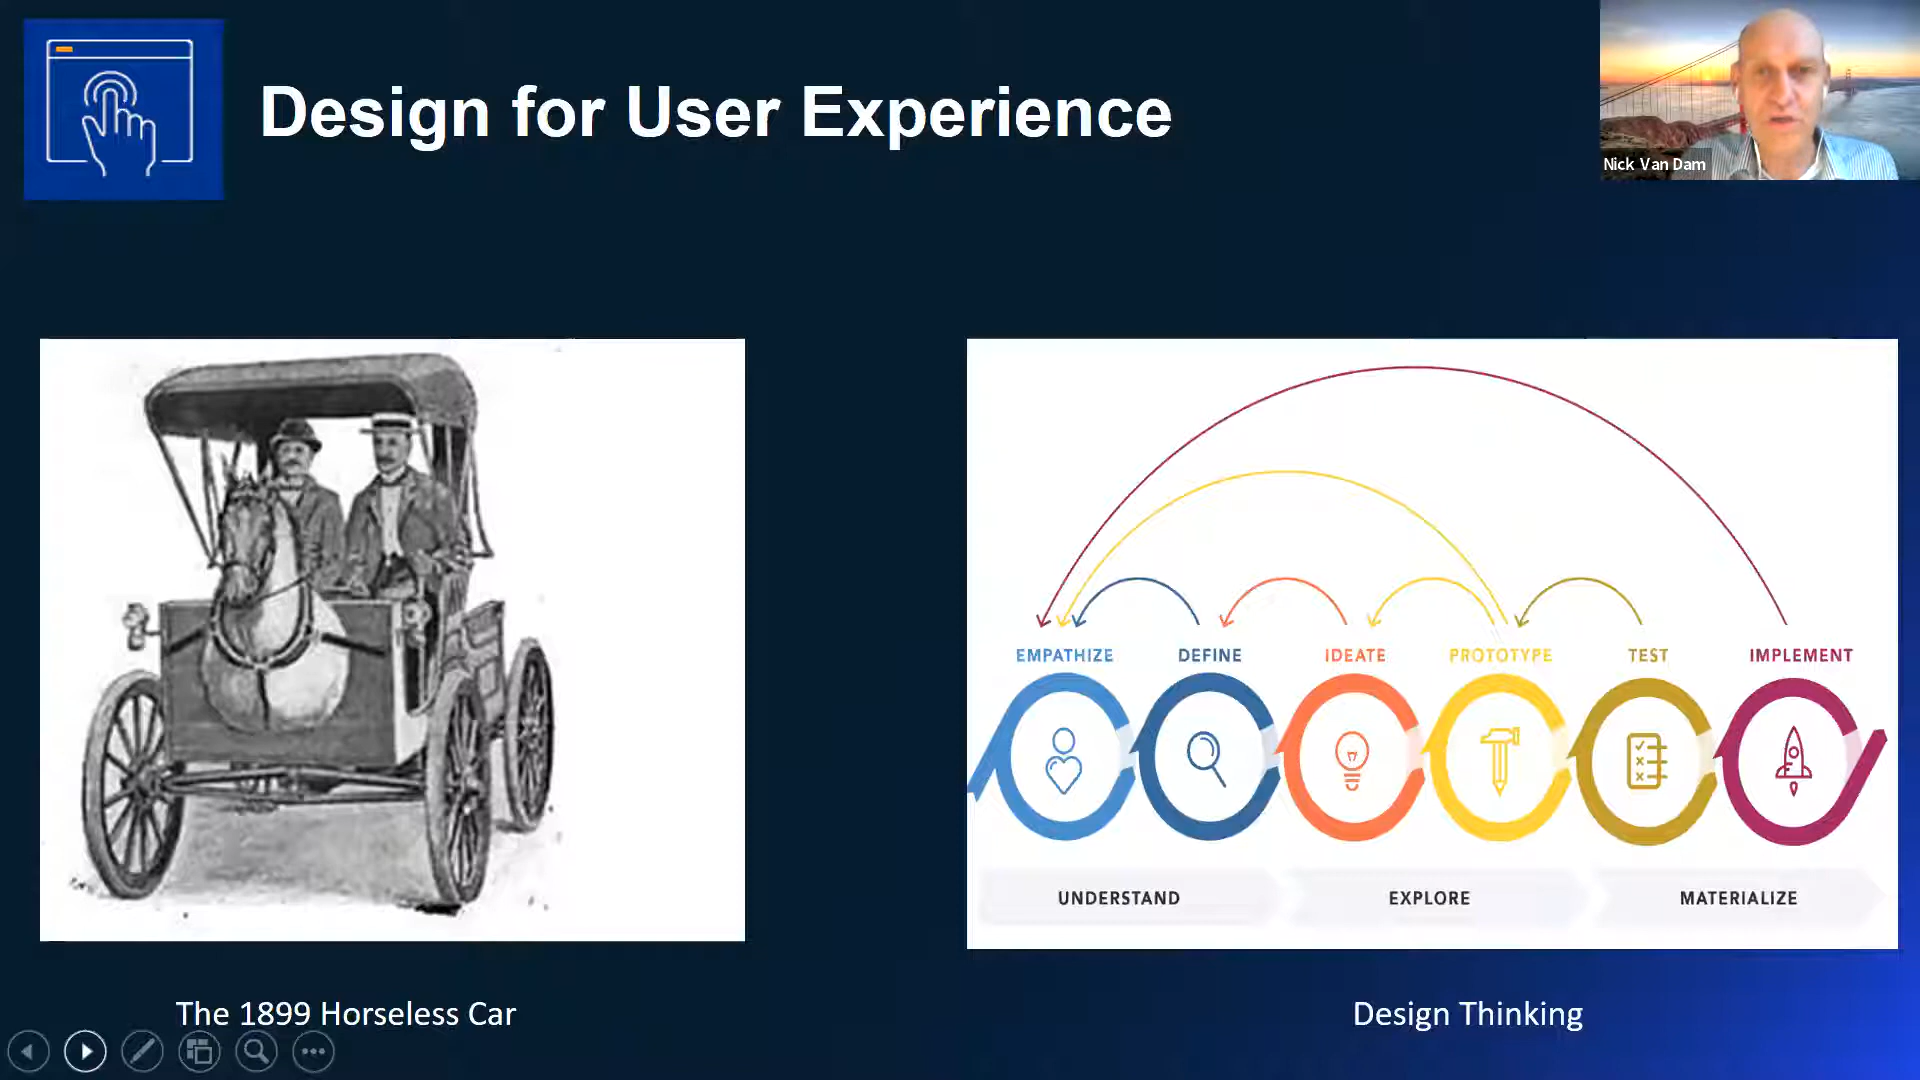 Design for User Experience
Nick Van Dam
EMPATHIZE
DEFINE
IDEATE
PROTOTYPE
TEST
IMPLEMENT
UNDERSTAND
EXPLORE
MATERIALIZE
The 1899 Horseless Car
Design Thinking